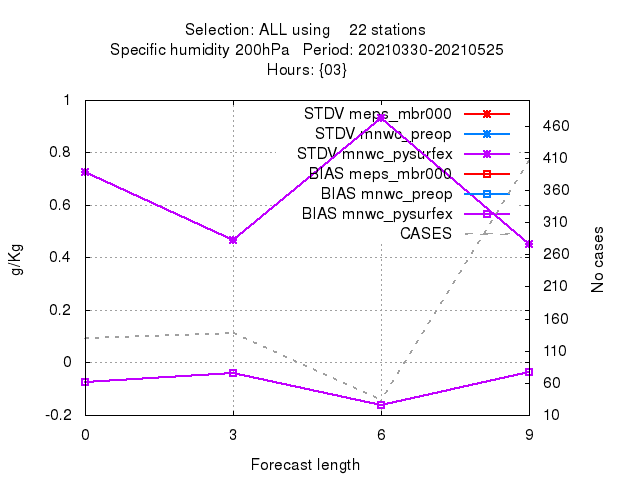 Selection: ALL using 22 stations
Specific humidity 200hPa Period: 20210330-20210525
Hours: {03}
1
0.8
0.6
0.4
0.2
0
-0.2
g/Kg
STDV meps_mbr000
STDV mnwc_preop
STDV mnwc_pysurfex
BIAS meps_mbr000
BIAS mnwc_preop
BIAS mnwc_pysurfex
CASES
460
410
360
310
260
210
160
110
60
10
No cases
0 3 6 9
Forecast length